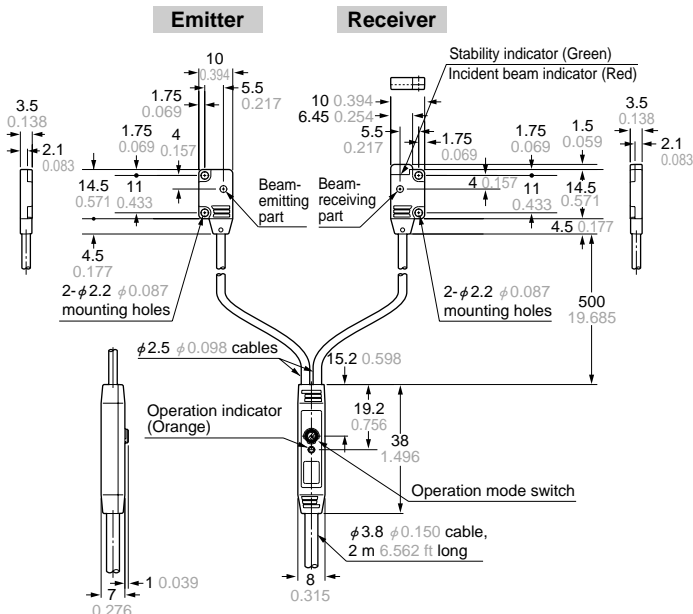 Emitter
Receiver
10
0.394
5.5
0.217
1.75
0.069
4
0.157
1.75
0.069
3.5
0.138
2.1
0.083
14.5
0.571
11
0.433
4.5
0.177
Beam-
emitting
part
2-φ2.2 φ0.087
mounting holes
Stability indicator (Green)
Incident beam indicator (Red)
10 0.394
6.45 0.254
5.5
0.217
1.75
0.069
1.75
0.069
1.5
0.059
3.5
0.138
2.1
0.083
Beam-
receiving
part
4 0.157
11
0.433
14.5
0.571
4.5 0.177
2-φ2.2 φ0.087
mounting holes
500
19.685
φ2.5 φ0.098 cables
15.2 0.598
Operation indicator
(Orange)
19.2
0.756
38
1.496
Operation mode switch
φ3.8 φ0.150 cable,
2 m 6.562 ft long
1 0.039
7
0.276
8
0.315